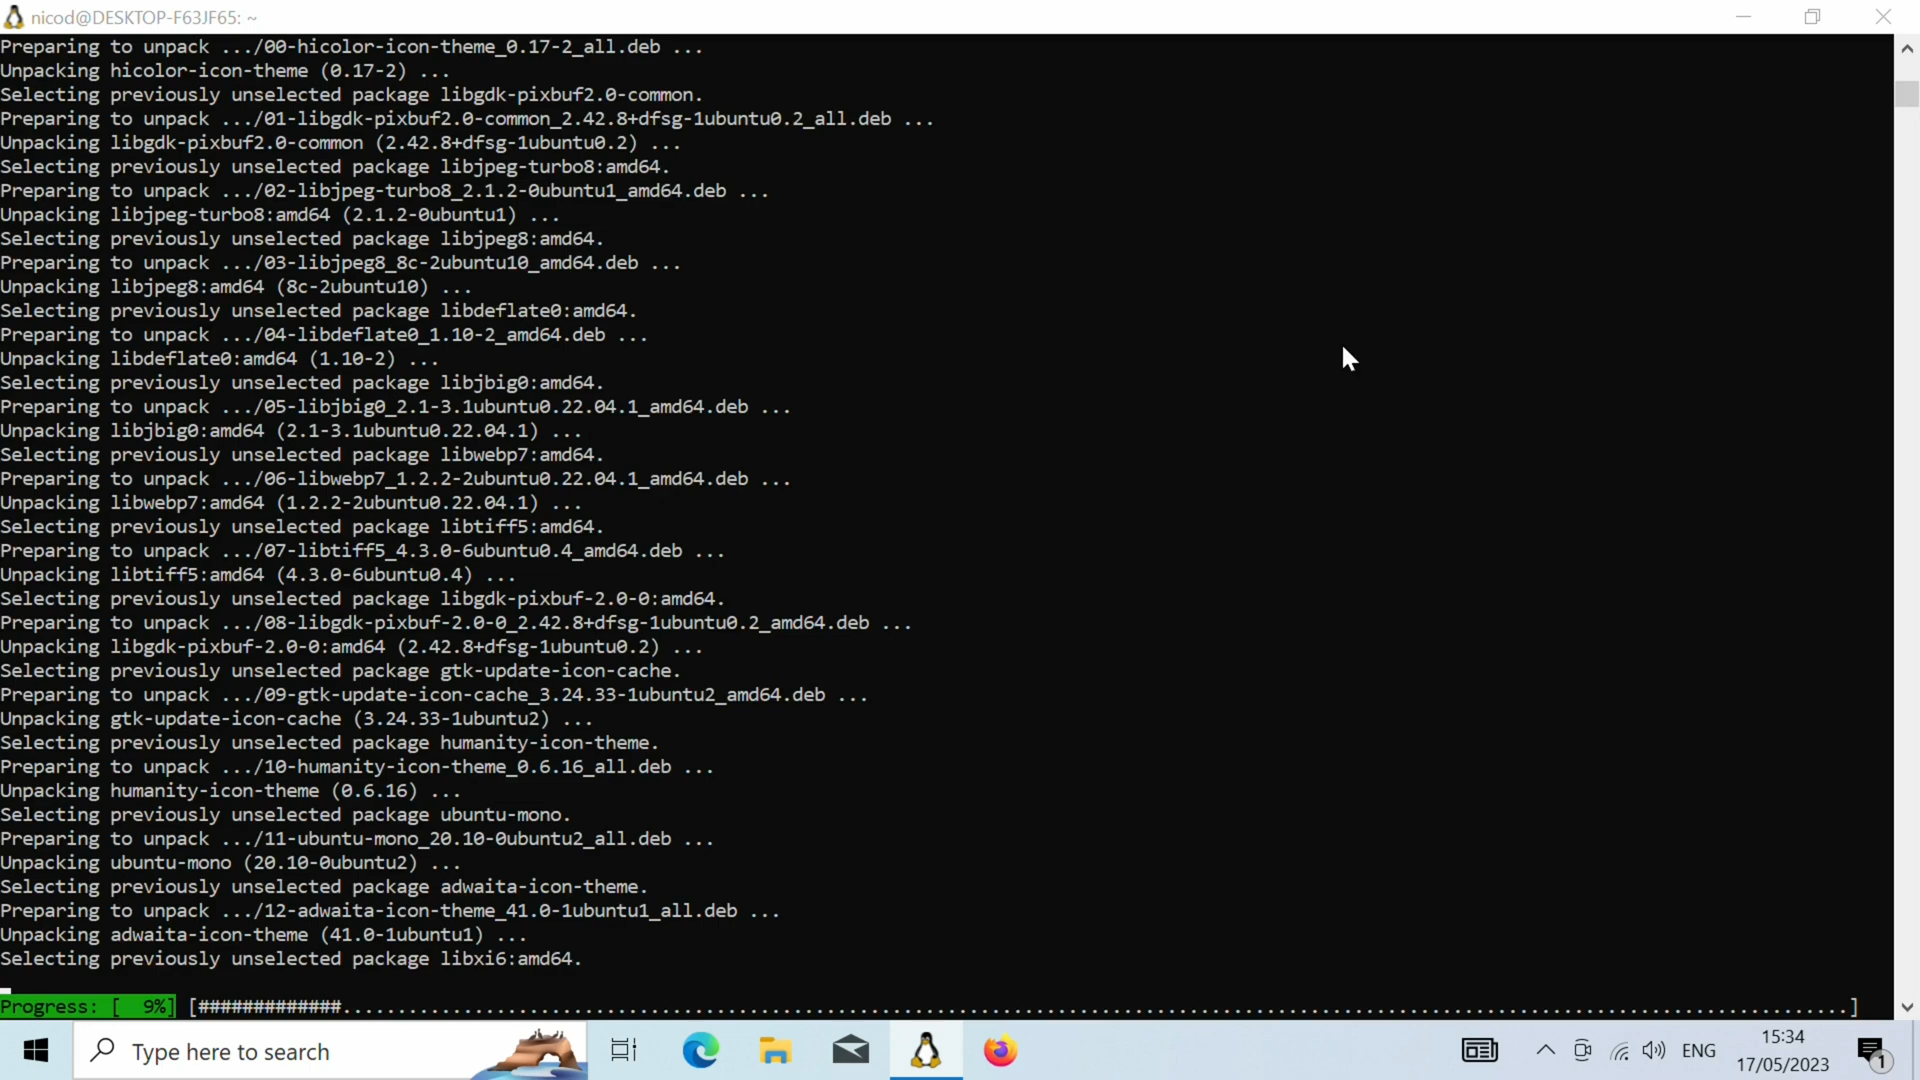 nicod@DESKTOP-F63JF65: ~
Preparing to unpack .../00-hicolor-icon-theme_0.17-2_all.deb ...
Unpacking hicolor-icon-theme (0.17-2) ...
Selecting previously unselected package libgdk-pixbuf2.0-common.
Preparing to unpack .../01-libgdk-pixbuf2.0-common_2.42.8+dfsg-1ubuntu0.2_all.deb ...
Unpacking libgdk-pixbuf2.0-common (2.42.8+dfsg-1ubuntu0.2) ...
Selecting previously unselected package libjpeg-turbo8:amd64.
Preparing to unpack .../02-libjpeg-turbo8_2.1.2-0ubuntu1_amd64.deb ...
Unpacking libjpeg-turbo8:amd64 (2.1.2-0ubuntu1) ...
Selecting previously unselected package libjpeg8:amd64.
Preparing to unpack .../03-libjpeg8_8c-2ubuntu10_amd64.deb ...
Unpacking libjpeg8:amd64 (8c-2ubuntu10) ...
Selecting previously unselected package libdeflate0:amd64.
Preparing to unpack .../04-libdeflate0_1.10-2_amd64.deb ...
Unpacking libdeflate0:amd64 (1.10-2) ...
Selecting previously unselected package libjbig0:amd64.
Preparing to unpack .../05-libjbig0_2.1-3.1ubuntu0.22.04.1_amd64.deb ...
Unpacking libjbig0:amd64 (2.1-3.1ubuntu0.22.04.1) ...
Selecting previously unselected package libwebp7:amd64.
Preparing to unpack .../06-libwebp7_1.2.2-2ubuntu0.22.04.1_amd64.deb ...
Unpacking libwebp7:amd64 (1.2.2-2ubuntu0.22.04.1) ...
Selecting previously unselected package libtiff5:amd64.
Preparing to unpack .../07-libtiff5_4.3.0-6ubuntu0.4_amd64.deb ...
Unpacking libtiff5:amd64 (4.3.0-6ubuntu0.4) ...
Selecting previously unselected package libgdk-pixbuf-2.0-0:amd64.
Preparing to unpack .../08-libgdk-pixbuf-2.0-0_2.42.8+dfsg-1ubuntu0.2_amd64.deb ...
Unpacking libgdk-pixbuf-2.0-0:amd64 (2.42.8+dfsg-1ubuntu0.2) ...
Selecting previously unselected package gtk-update-icon-cache.
Preparing to unpack .../09-gtk-update-icon-cache_3.24.33-1ubuntu2_amd64.deb ...
Unpacking gtk-update-icon-cache (3.24.33-1ubuntu2) ...
Selecting previously unselected package humanity-icon-theme.
Preparing to unpack .../10-humanity-icon-theme_0.6.16_all.deb ...
Unpacking humanity-icon-theme (0.6.16) ...
Selecting previously unselected package ubuntu-mono.
Preparing to unpack .../11-ubuntu-mono_20.10-0ubuntu2_all.deb ...
Unpacking ubuntu-mono (20.10-0ubuntu2) ...
Selecting previously unselected package adwaita-icon-theme.
Preparing to unpack .../12-adwaita-icon-theme_41.0-1ubuntu1_all.deb ...
Unpacking adwaita-icon-theme (41.0-1ubuntu1) ...
Selecting previously unselected package libxi6:amd64.
Progress: [  9%] [#############.........................................................................................................................................]
Type here to search
ENG
15:34
17/05/2023
1